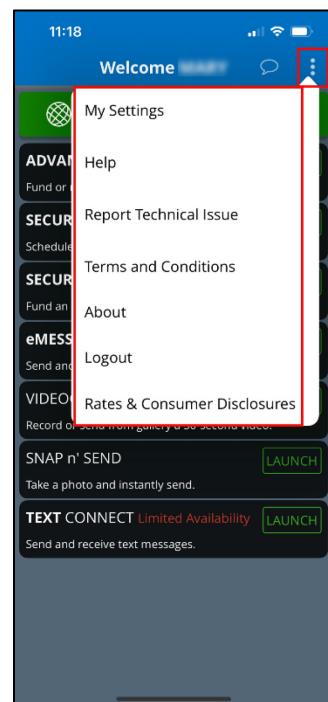 11:18
Welcome
My Settings
ADVAN
Help
Fund or
SECUR
Report Technical Issue
Schedule
Terms and Conditions
SECUR
Fund an
About
eMESS
Logout
Send and
VIDEO
Rates & Consumer Disclosures
Record or send from gallery a 30 second video.
SNAP n' SEND
LAUNCH
Take a photo and instantly send.
TEXT CONNECT Limited Availability
LAUNCH
Send and receive text messages.